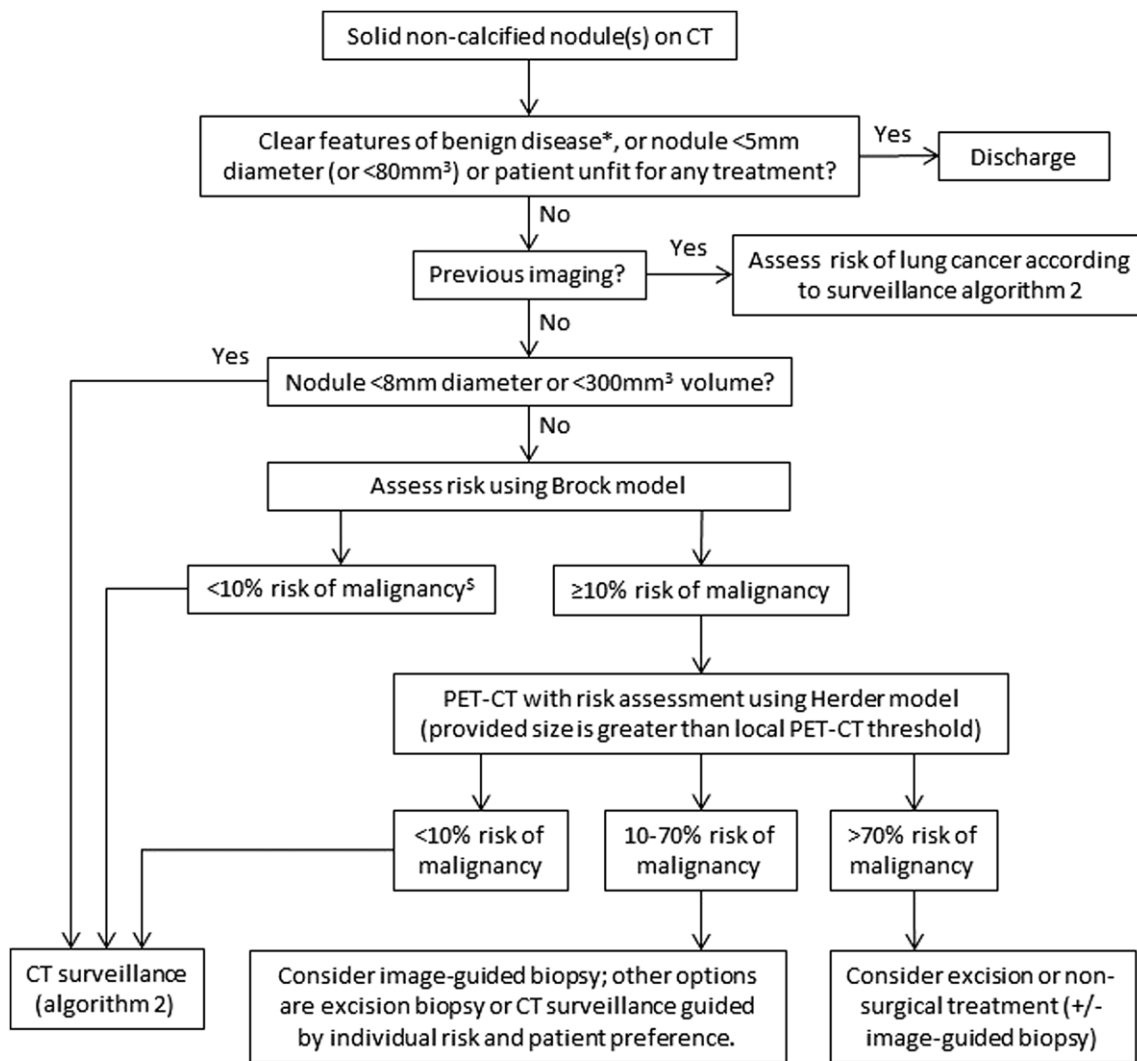 Solid non-calcified nodule(s) on CT
Clear features of benign disease*, or nodule <5mm
diameter (or <80mm³) or patient unfit for any treatment?
Yes
Discharge
No
Previous imaging?
Yes
Assess risk of lung cancer according
to surveillance algorithm 2
No
Yes
Nodule <8mm diameter or <300mm³ volume?
No
Assess risk using Brock model
<10% risk of malignancy$
≥10% risk of malignancy
PET-CT with risk assessment using Herder model
(provided size is greater than local PET-CT threshold)
<10% risk of
malignancy
10-70% risk of
malignancy
>70% risk of
malignancy
CT surveillance
(algorithm 2)
Consider image-guided biopsy; other options
are excision biopsy or CT surveillance guided
by individual risk and patient preference.
Consider excision or non-
surgical treatment (+/-
image-guided biopsy)